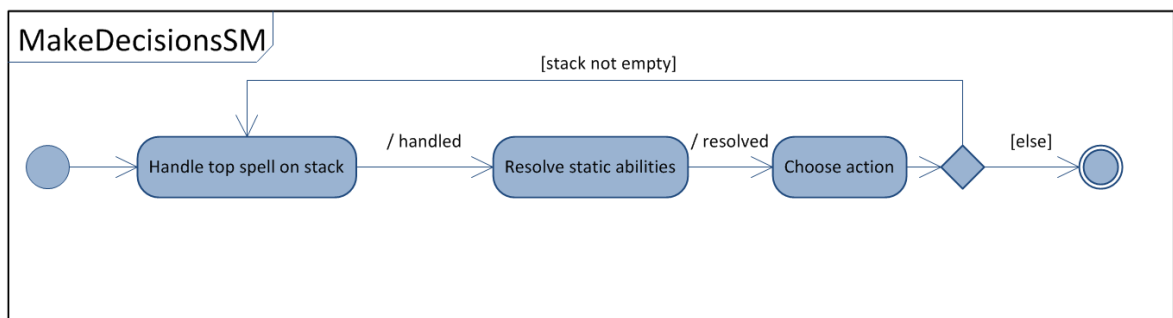 MakeDecisionsSM
[stack not empty]
/ handled
/ resolved
[else]
Handle top spell on stack
Resolve static abilities
Choose action